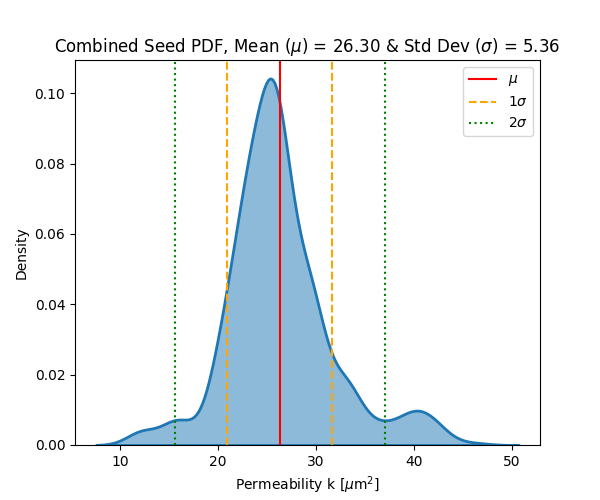 Combined Seed PDF, Mean (μ) = 26.30 & Std Dev (σ) = 5.36
μ
1σ
2σ
0.10
0.08
0.06
0.04
0.02
0.00
Density
10 20 30 40 50
Permeability k [μm²]